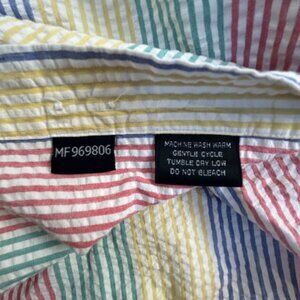 MF969806
MACHINE WASH WARM
GENTLE CYCLE
TUMBLE DRY LOW
DO NOT BLEACH